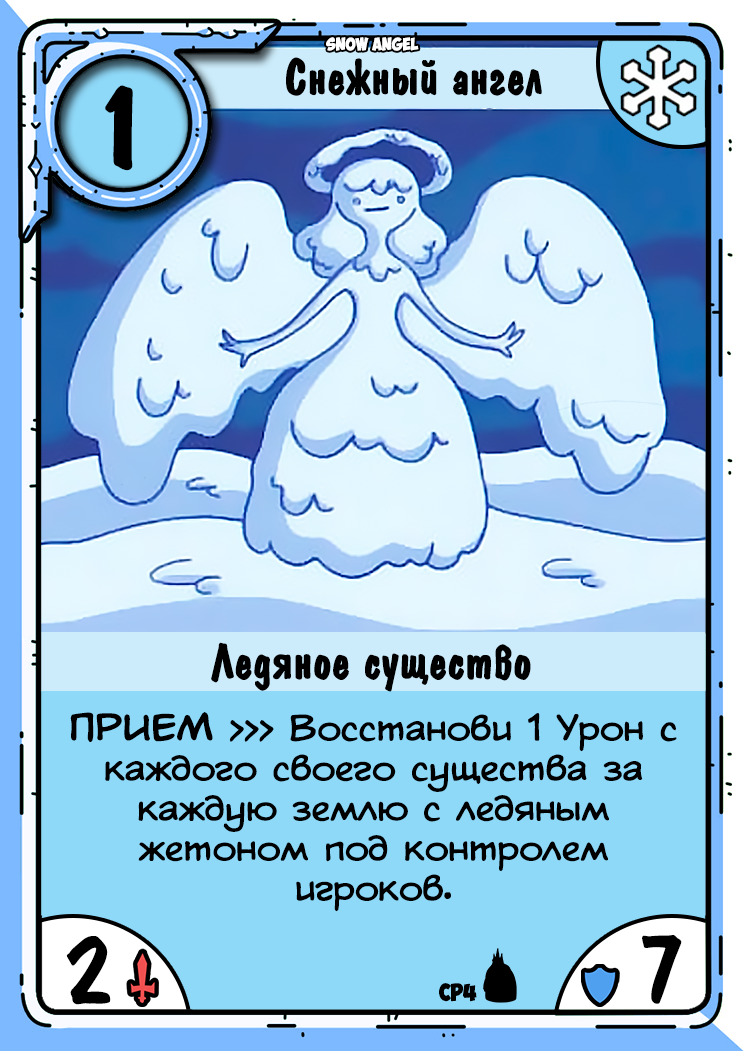 SNOW ANGEL
Снежный ангел
1
Ледяное существо
ПРИЕМ >>> Восстанови 1 Урон с
каждого своего существа за
каждую землю с ледяным
жетоном под контролем
игроков.
2
CP4
7